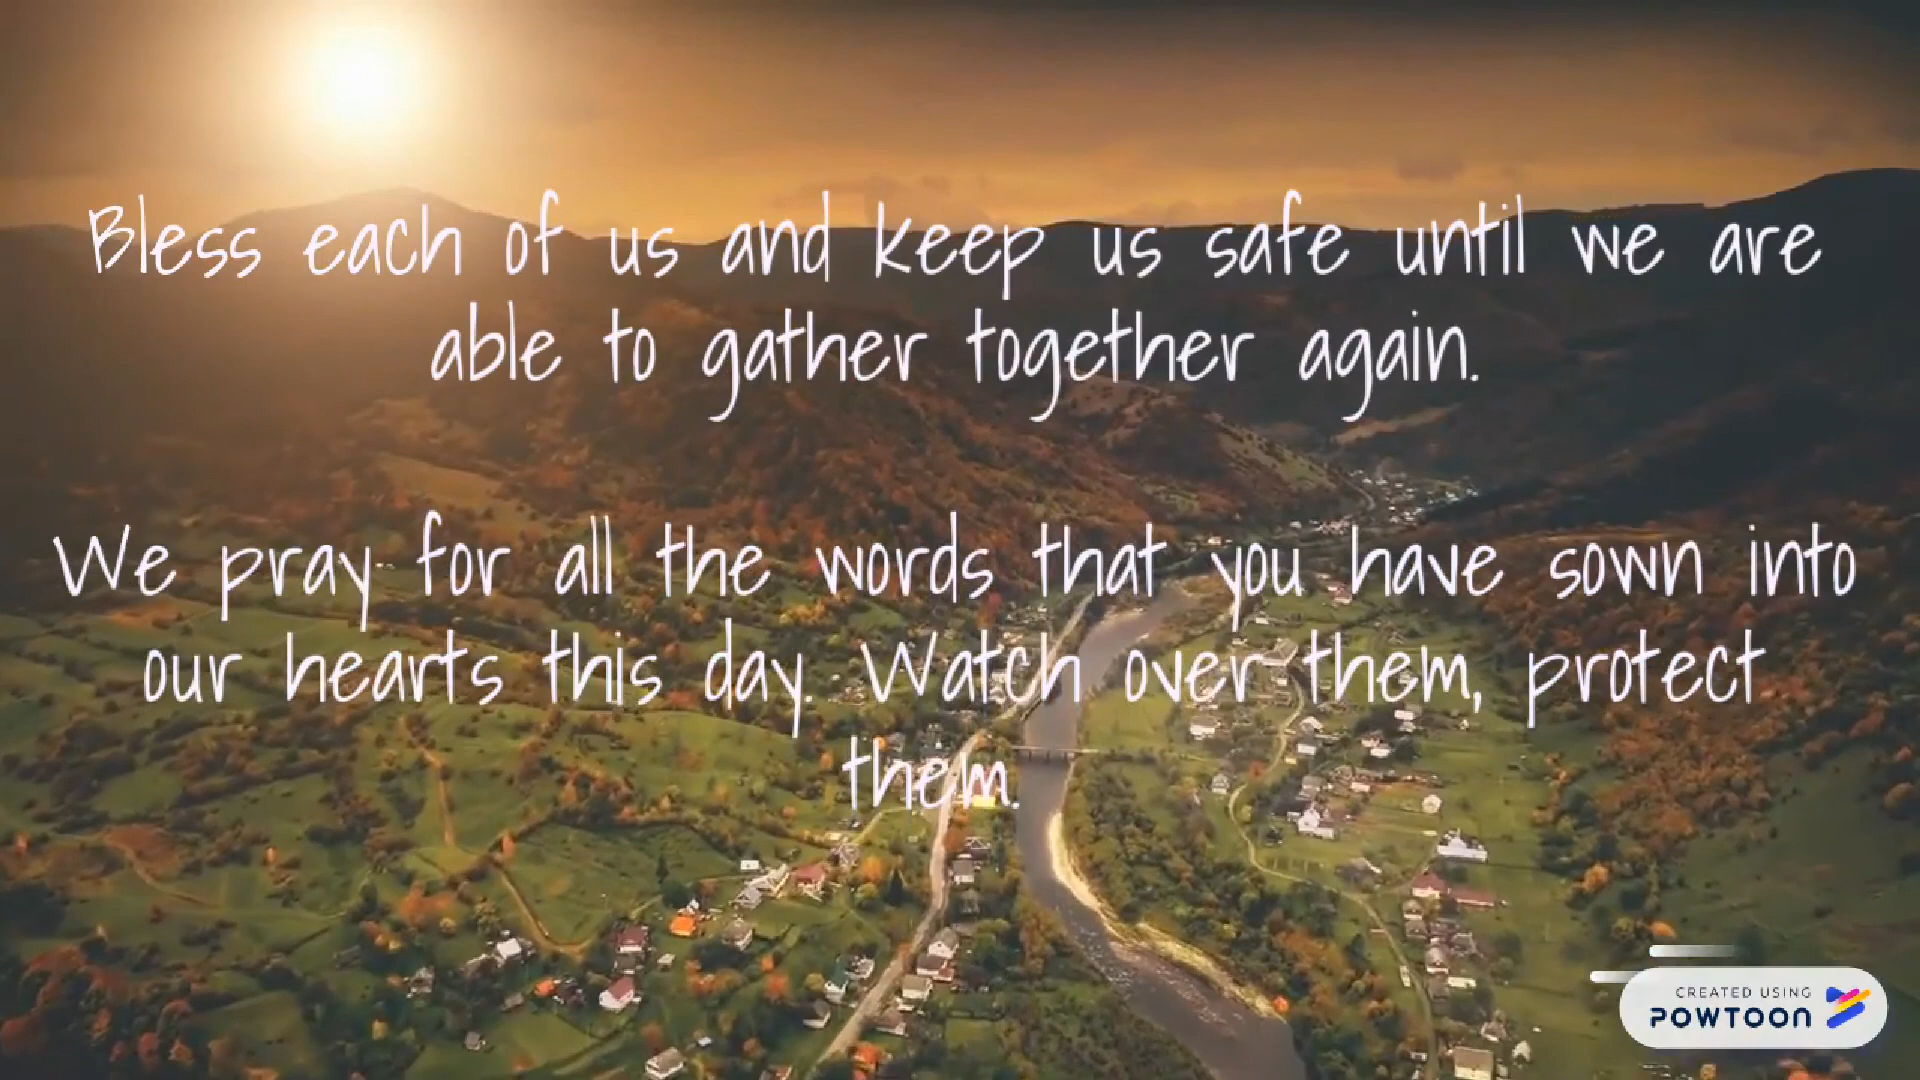 Bless each of us and keep us safe until we are
able to gather together again.
We pray for all the words that you have sown into
our hearts this day. Watch over them, protect
them.
CREATED USING
POWTOON